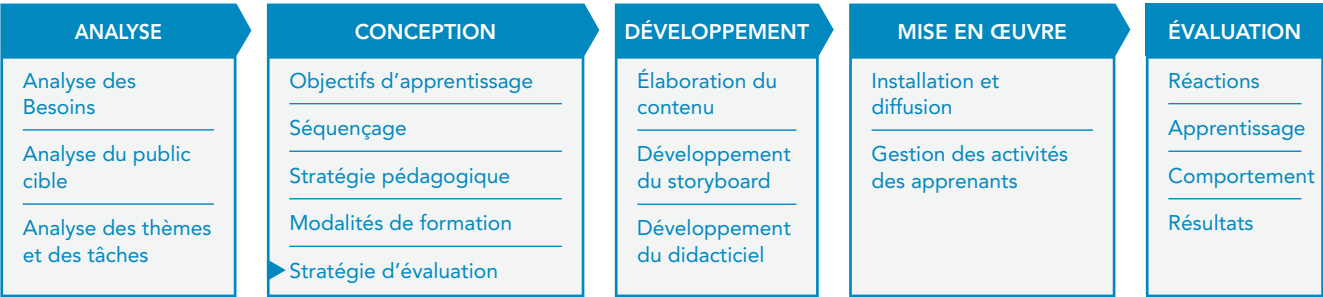 ANALYSE
Analyse des
Besoins
Analyse du public
cible
Analyse des thèmes
et des tâches
CONCEPTION
Objectifs d'apprentissage
Séquençage
Stratégie pédagogique
Modalités de formation
Stratégie d'évaluation
DÉVELOPPEMENT
Élaboration du
contenu
Développement
du storyboard
Développement
du didacticiel
MISE EN ŒUVRE
Installation et
diffusion
Gestion des activités
des apprenants
ÉVALUATION
Réactions
Apprentissage
Comportement
Résultats